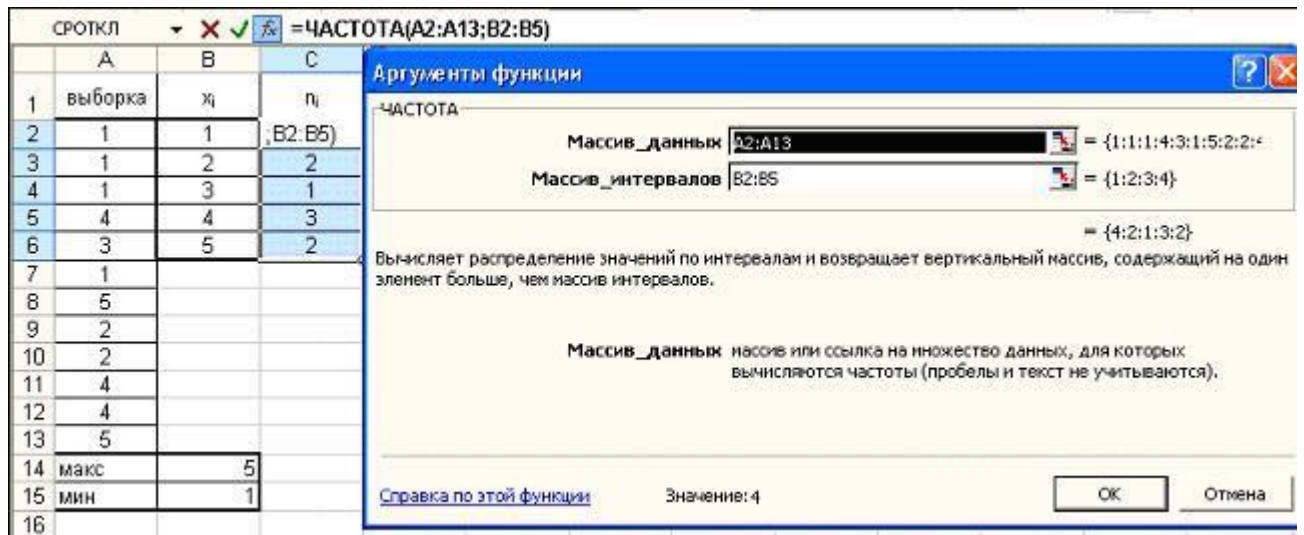 СРОТКЛ =ЧАСТОТА(A2:A13;B2:B5)
A B C
1 выборка xi ni
2 1 1 ;B2:B5)
3 1 2 2
4 1 3 1
5 4 4 3
6 3 5 2
7 1
8 5
9 2
10 2
11 4
12 4
13 5
14 макс 5
15 мин 1
16
Аргументы функции
ЧАСТОТА
Массив_данных A2:A13 = {1:1:1:4:3:1:5:2:2:4
Массив_интервалов B2:B5 = {1:2:3:4}
= {4:2:1:3:2}
Вычисляет распределение значений по интервалам и возвращает вертикальный массив, содержащий на один
элемент больше, чем массив интервалов.
Массив_данных массив или ссылка на множество данных, для которых
вычисляются частоты (пробелы и текст не учитываются).
Справка по этой функции Значение:4 OK Отмена